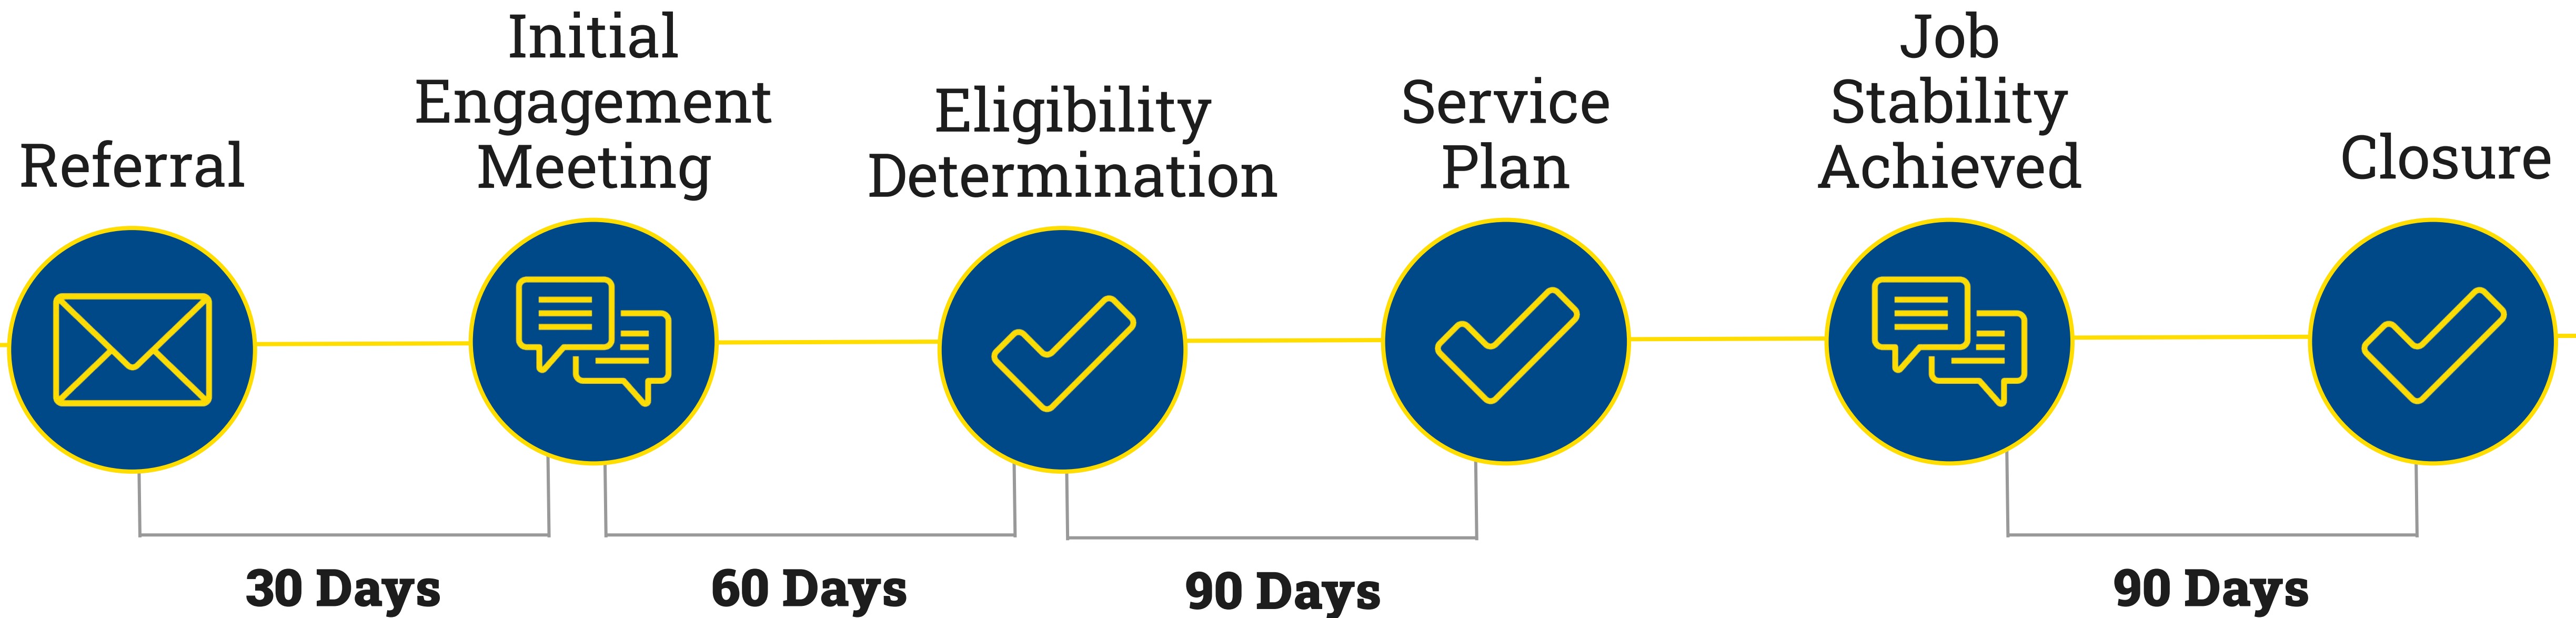 Referral
Initial
Engagement
Meeting
Eligibility
Determination
Service
Plan
Job
Stability
Achieved
Closure
30 Days
60 Days
90 Days
90 Days